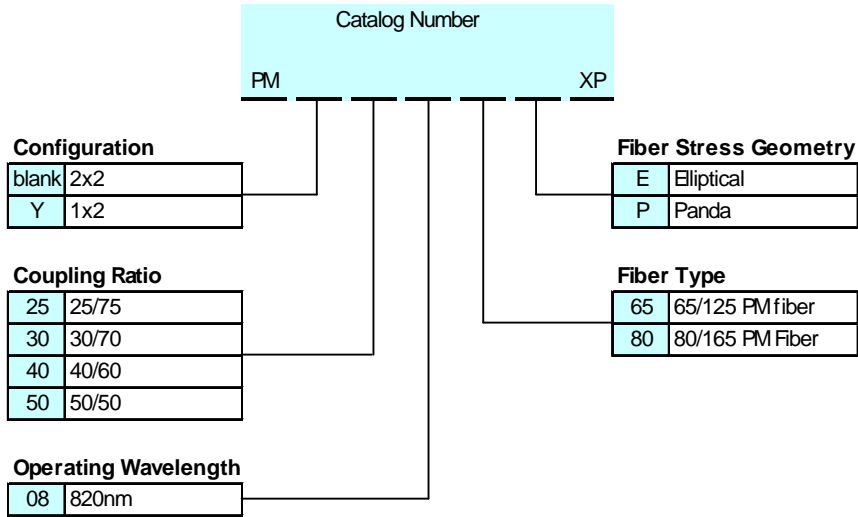 Catalog Number
PM XP
Configuration
blank 2x2
Y 1x2
Coupling Ratio
25 25/75
30 30/70
40 40/60
50 50/50
Operating Wavelength
08 820nm
Fiber Stress Geometry
E Elliptical
P Panda
Fiber Type
65 65/125 PM fiber
80 80/165 PM Fiber